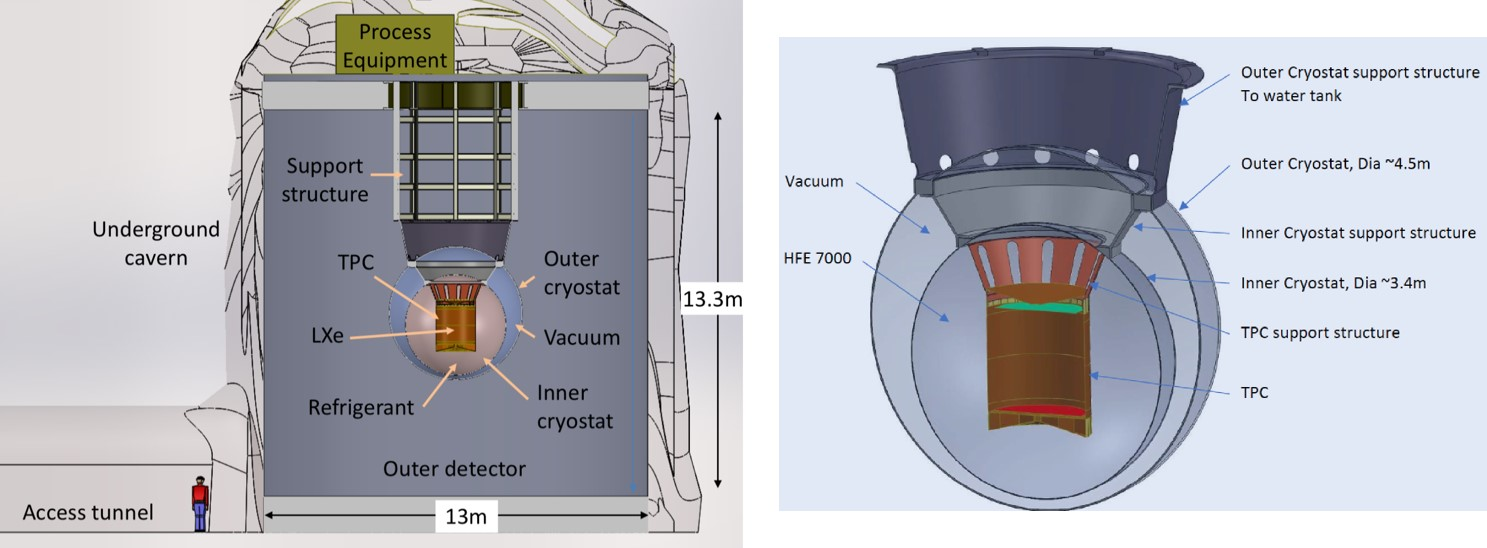 Process
Equipment
Support
structure
Underground
cavern
TPC
Outer
cryostat
13.3m
LXe
Vacuum
Refrigerant
Inner
cryostat
Outer detector
Access tunnel
13m
Outer Cryostat support structure
To water tank
Outer Cryostat, Dia ~4.5m
Vacuum
Inner Cryostat support structure
HFE 7000
Inner Cryostat, Dia ~3.4m
TPC support structure
TPC